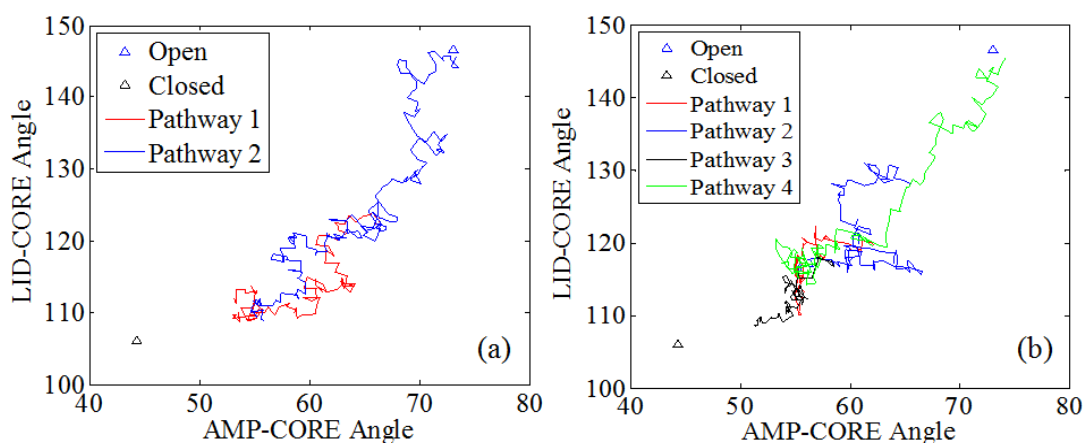 150
140
130
120
110
100
LID-CORE Angle
Open
Closed
Pathway 1
Pathway 2
(a)
40 50 60 70 80
AMP-CORE Angle
150
140
130
120
110
100
LID-CORE Angle
Open
Closed
Pathway 1
Pathway 2
Pathway 3
Pathway 4
(b)
40 50 60 70 80
AMP-CORE Angle